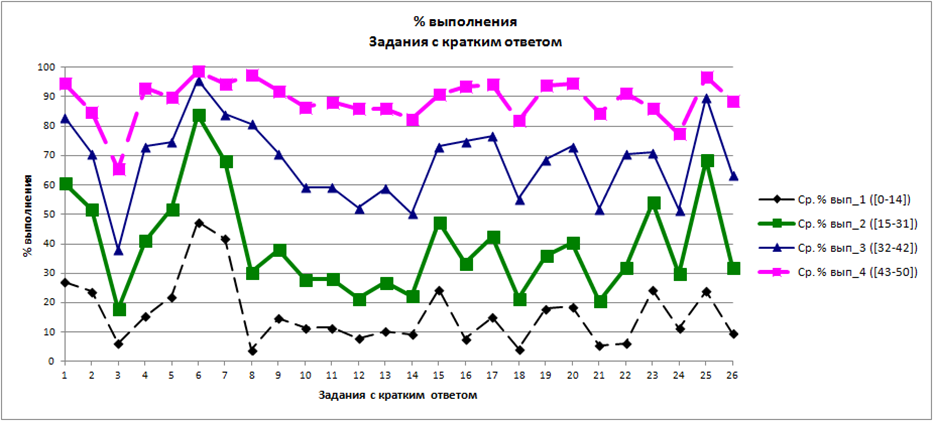 % выполнения
Задания с кратким ответом
100
90
80
70
60
50
40
30
20
10
0
% выполнения
1 2 3 4 5 6 7 8 9 10 11 12 13 14 15 16 17 18 19 20 21 22 23 24 25 26
Задания с кратким ответом
Ср. % вып_1 ([0-14])
Ср. % вып_2 ([15-31])
Ср. % вып_3 ([32-42])
Ср. % вып_4 ([43-50])